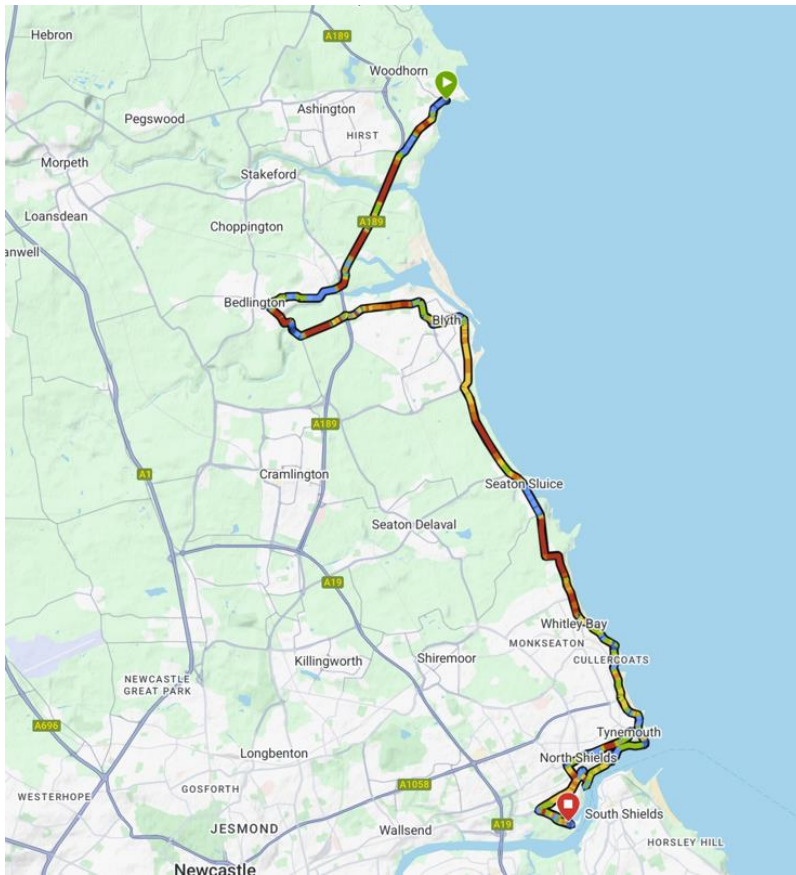 Hebron
A189
Woodhorn
Ashington
Pegswood
HIRST
Morpeth
Stakeford
Loansdean
Choppington
A189
anwell
Bedlington
Blyth
A189
A1
Cramlington
Seaton Sluice
Seaton Delaval
A19
Whitley Bay
MONKSEATON
Killingworth
Shiremoor
CULLERCOATS
NEWCASTLE
GREAT PARK
A696
Tynemouth
Longbenton
North Shields
A1058
GOSFORTH
WESTERHOPE
South Shields
JESMOND
Wallsend
A19
HORSLEY HILL
Newcastle